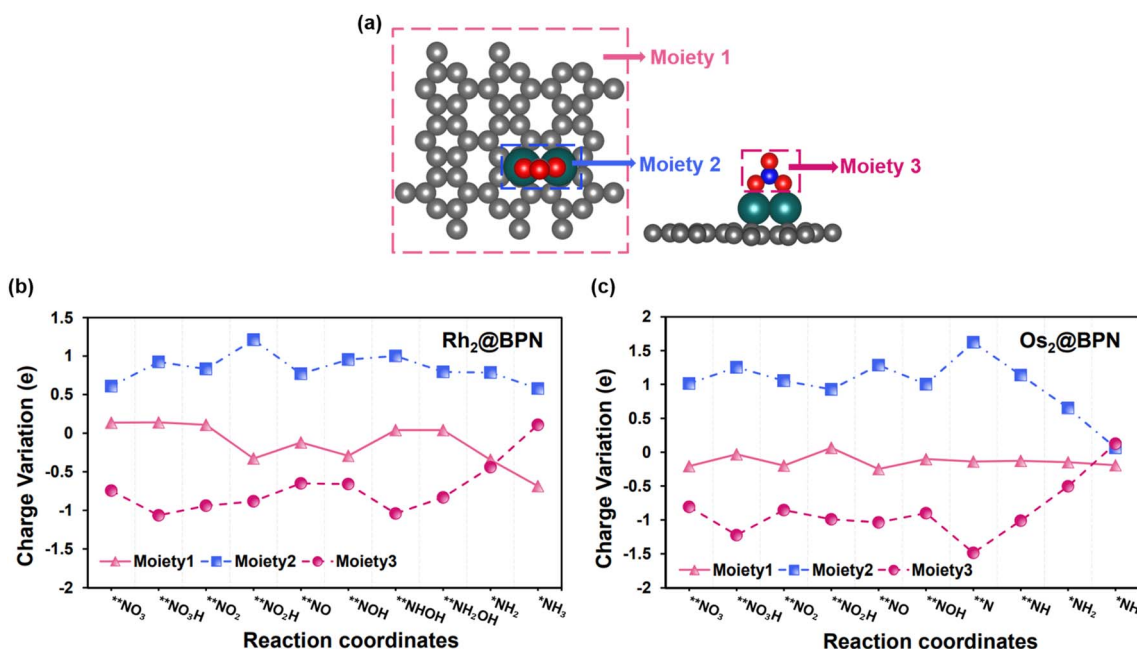 (a)
Moiety 1
Moiety 2
Moiety 3
(b)
Rh₂@BPN
Charge Variation (e)
1.5
1
0.5
0
-0.5
-1
-1.5
-2
Moiety1
Moiety2
Moiety3
**NO₃
**NO₃H
**NO₂
**NO₂H
**NO
**NOH
**NHOH
**NH₂OH
*NH₂
*NH₃
Reaction coordinates
(c)
Os₂@BPN
Charge Variation (e)
2
1.5
1
0.5
0
-0.5
-1
-1.5
2
Moiety1
Moiety2
Moiety3
**NO₃
**NO₃H
**NO₂
**NO₂H
**NO
**NOH
**N
**NH
*NH₂
*NH
Reaction coordinates